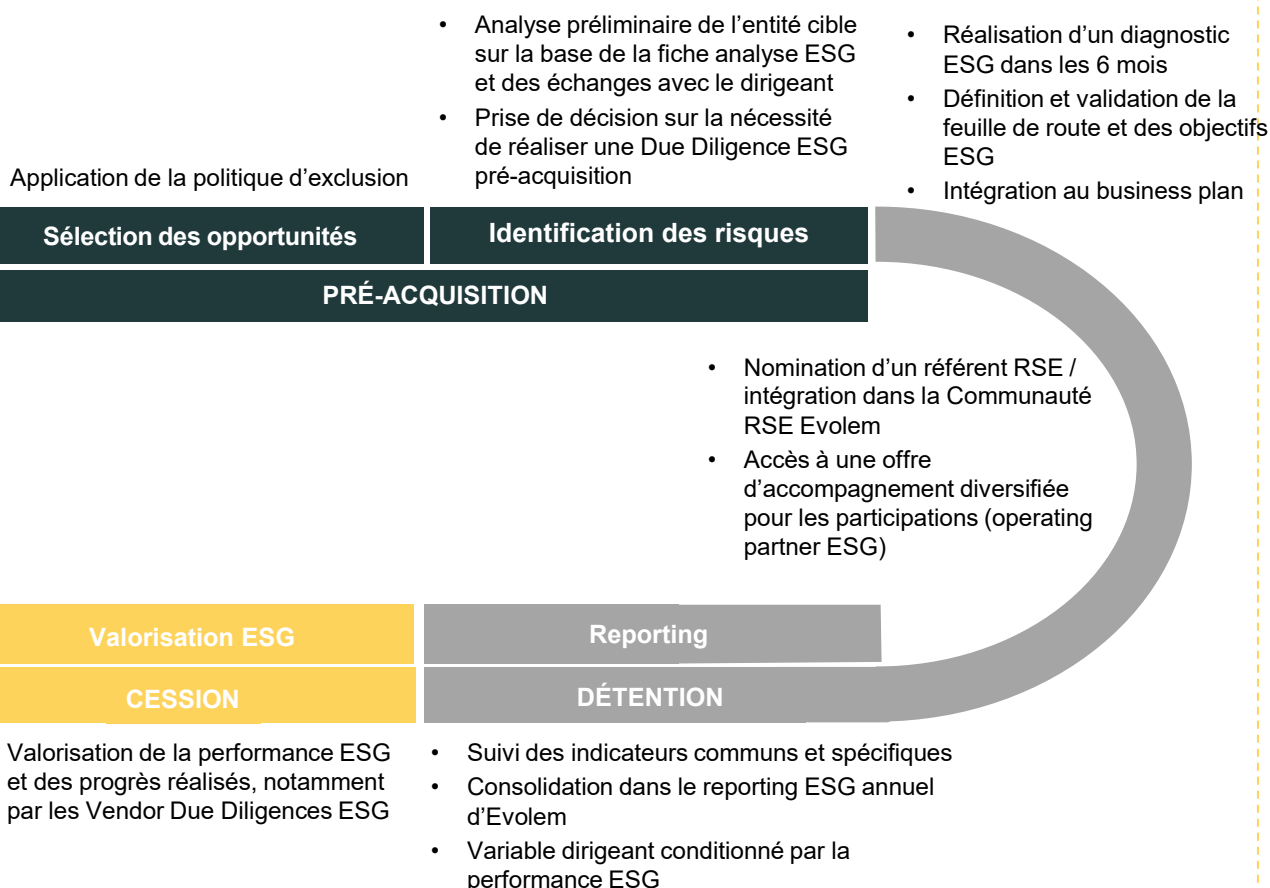 Application de la politique d’exclusion
• Analyse préliminaire de l’entité cible
sur la base de la fiche analyse ESG
et des échanges avec le dirigeant
• Prise de décision sur la nécessité
de réaliser une Due Diligence ESG
pré-acquisition
• Réalisation d’un diagnostic
ESG dans les 6 mois
• Définition et validation de la
feuille de route et des objectifs
ESG
• Intégration au business plan
Sélection des opportunités
Identification des risques
PRÉ-ACQUISITION
• Nomination d’un référent RSE /
intégration dans la Communauté
RSE Evolem
• Accès à une offre
d’accompagnement diversifiée
pour les participations (operating
partner ESG)
Valorisation ESG
Reporting
CESSION
DÉTENTION
Valorisation de la performance ESG
et des progrès réalisés, notamment
par les Vendor Due Diligences ESG
• Suivi des indicateurs communs et spécifiques
• Consolidation dans le reporting ESG annuel
d’Evolem
• Variable dirigeant conditionné par la
performance ESG